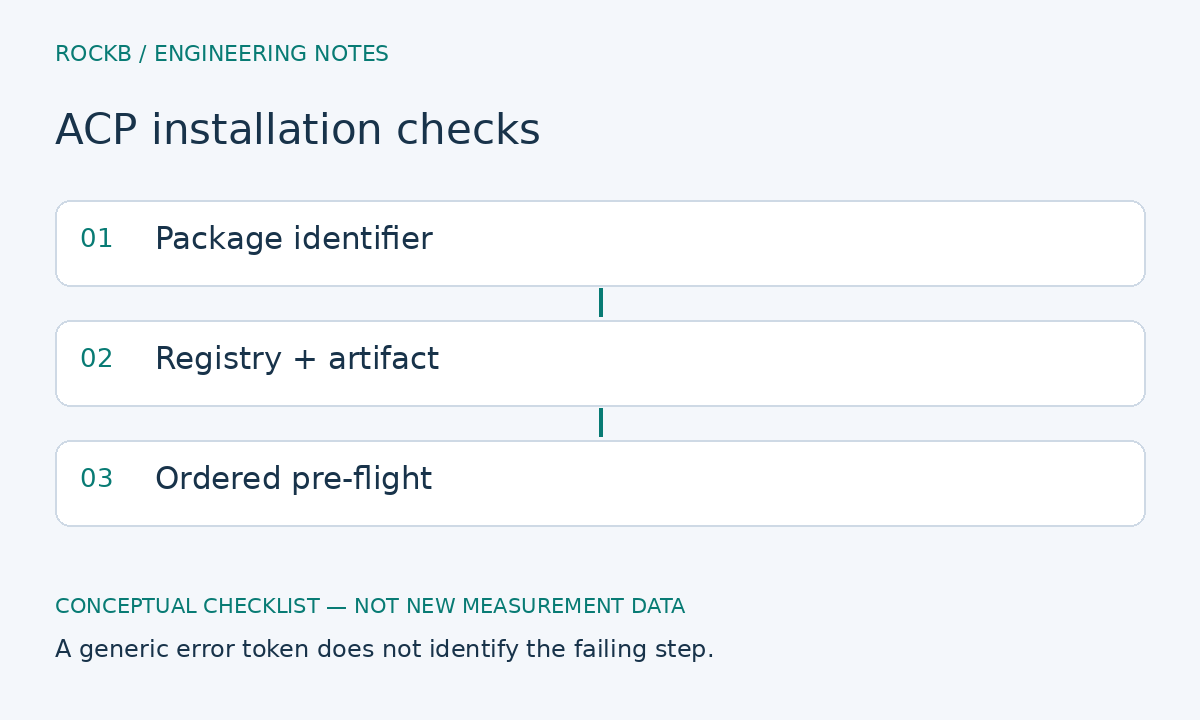 ROCKB / ENGINEERING NOTES
ACP installation checks
01 Package identifier
02 Registry + artifact
03 Ordered pre-flight
CONCEPTUAL CHECKLIST — NOT NEW MEASUREMENT DATA
A generic error token does not identify the failing step.